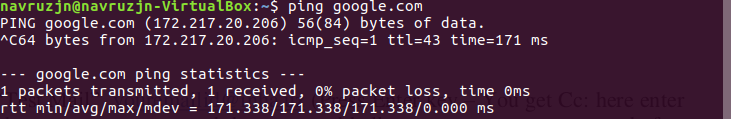 navruzjn@navruzjn-VirtualBox:~$ ping google.com
PING google.com (172.217.20.206) 56(84) bytes of data.
^C64 bytes from 172.217.20.206: icmp_seq=1 ttl=43 time=171 ms
--- google.com ping statistics ---
1 packets transmitted, 1 received, 0% packet loss, time 0ms
rtt min/avg/max/mdev = 171.338/171.338/171.338/0.000 ms
get Cc: here enter